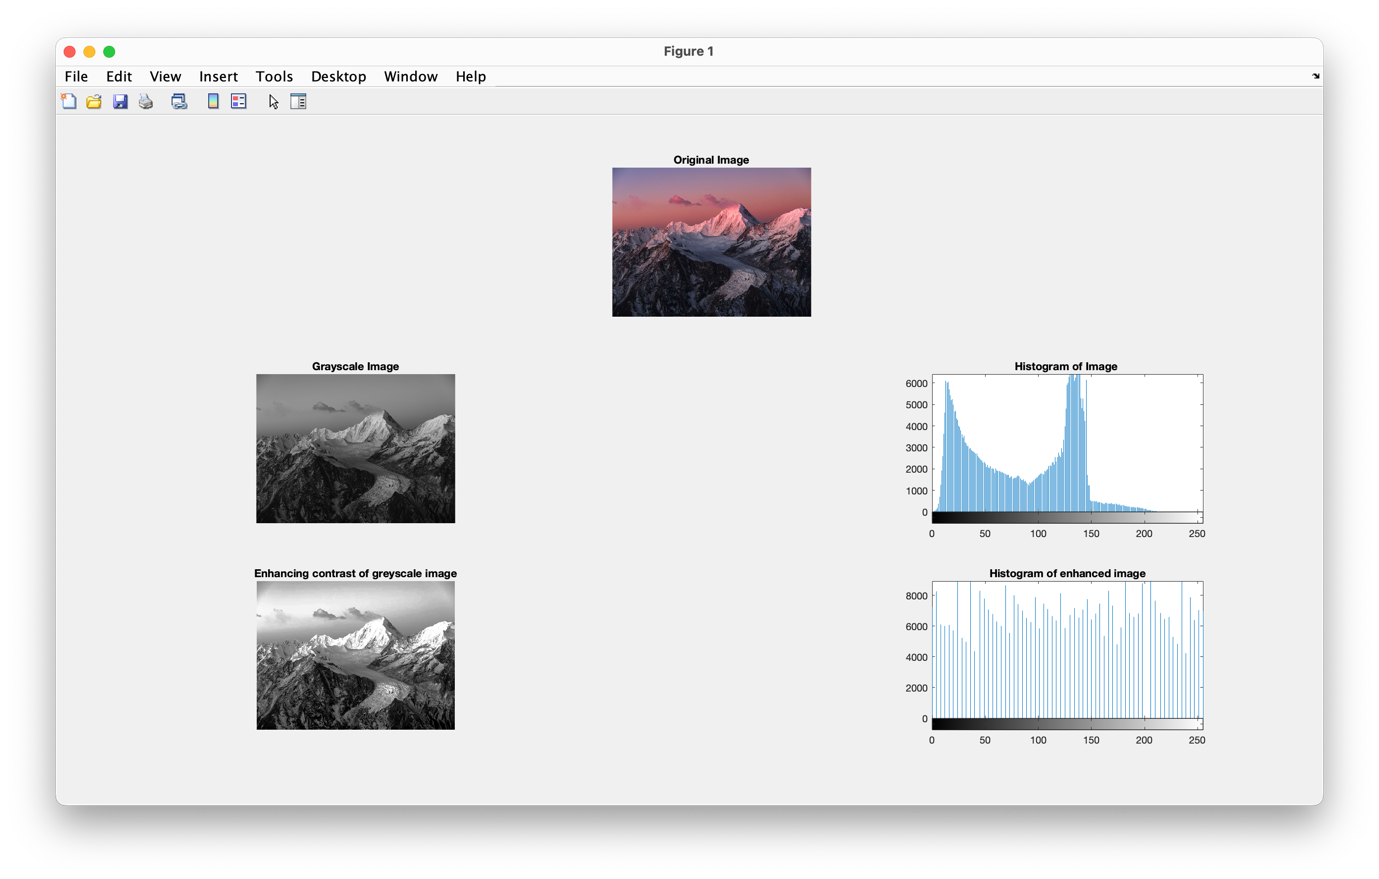 Figure 1
File Edit View Insert Tools Desktop Window Help
Original Image
Grayscale Image
Histogram of Image
6000
5000
4000
3000
2000
1000
0
0 50 100 150 200 250
Enhancing contrast of greyscale image
Histogram of enhanced image
8000
6000
4000
2000
0
0 50 100 150 200 250